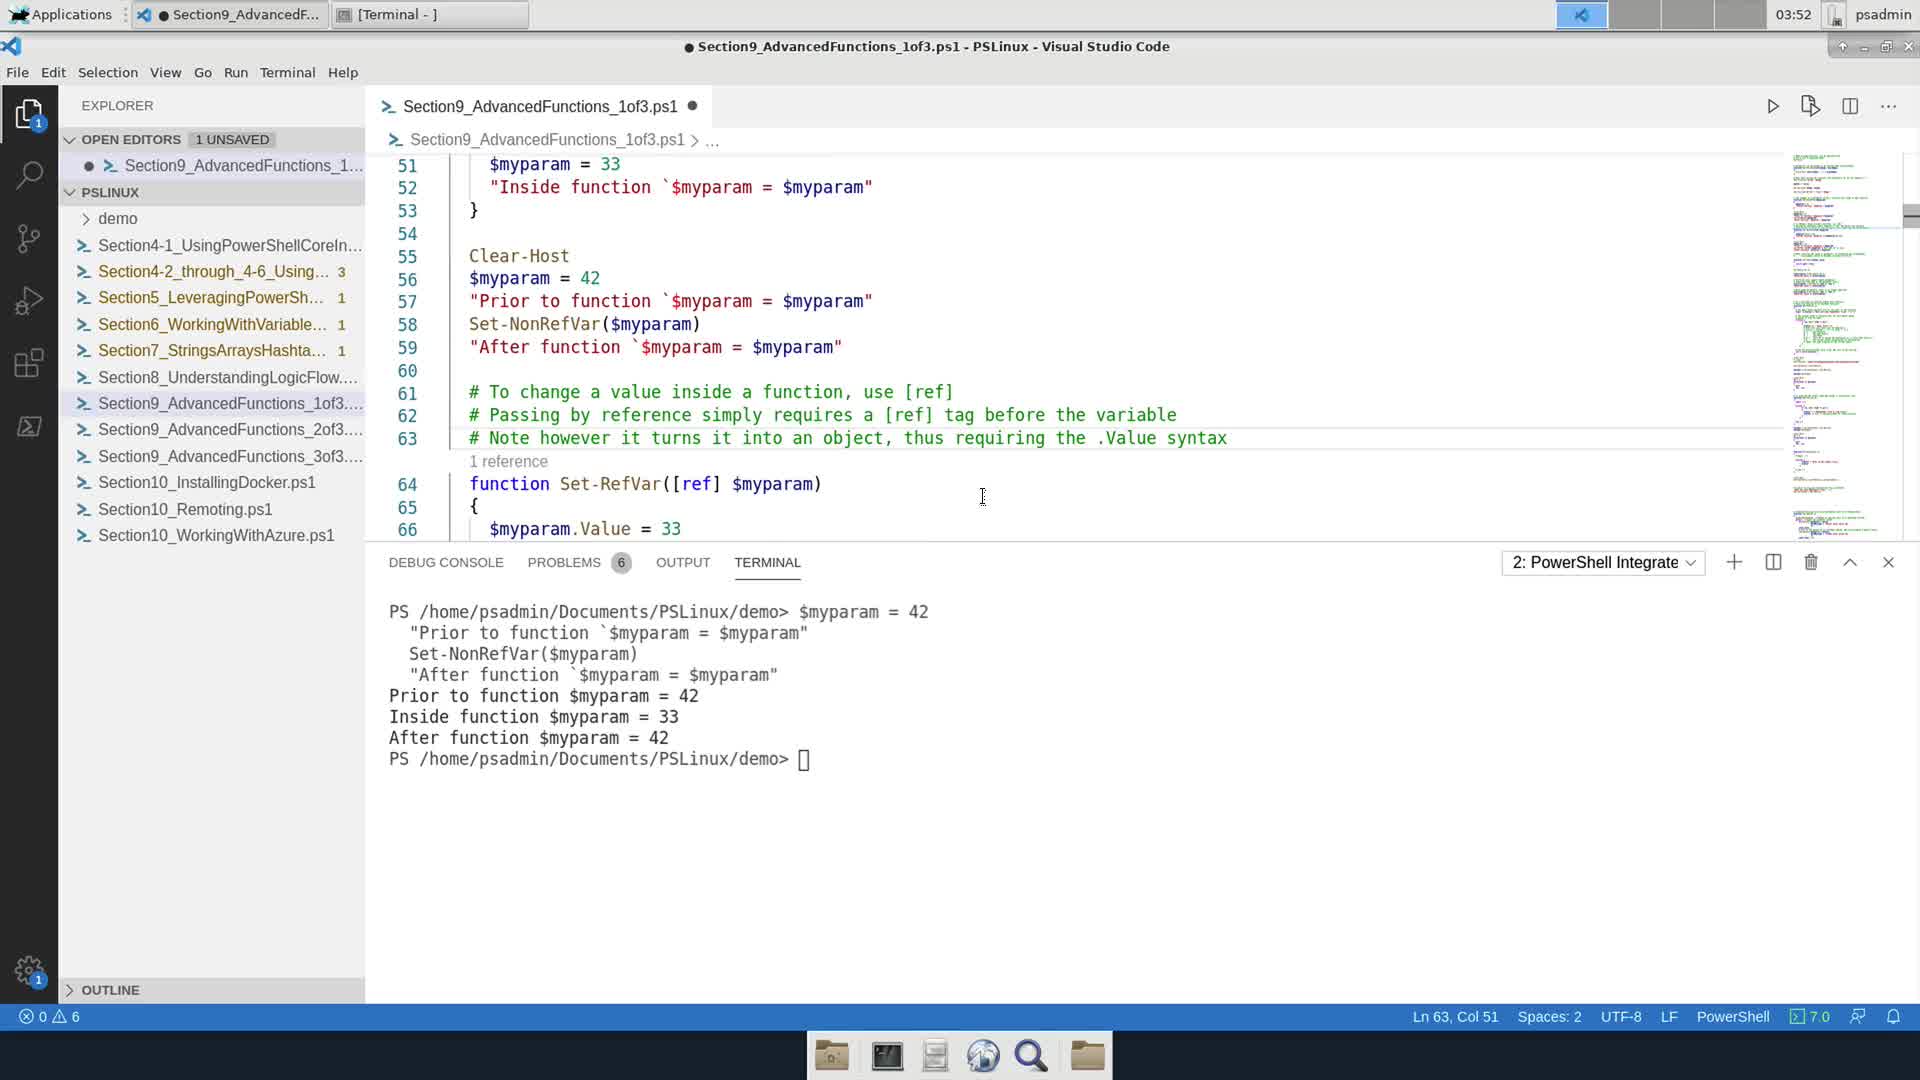 Applications
● Section9_AdvancedF...
[Terminal - ]
03:52
psadmin
● Section9_AdvancedFunctions_1of3.ps1 - PSLinux - Visual Studio Code
File Edit Selection View Go Run Terminal Help
EXPLORER
OPEN EDITORS 1 UNSAVED
Section9_AdvancedFunctions_1...
PSLINUX
demo
Section4-1_UsingPowerShellCoreIn...
Section4-2_through_4-6_Using... 3
Section5_LeveragingPowerSh... 1
Section6_WorkingWithVariable... 1
Section7_StringsArraysHashta... 1
Section8_UnderstandingLogicFlow....
Section9_AdvancedFunctions_1of3....
Section9_AdvancedFunctions_2of3....
Section9_AdvancedFunctions_3of3....
Section10_InstallingDocker.ps1
Section10_Remoting.ps1
Section10_WorkingWithAzure.ps1
OUTLINE
1
1
Section9_AdvancedFunctions_1of3.ps1 ●
Section9_AdvancedFunctions_1of3.ps1 > ...
51 $myparam = 33
52 "Inside function `$myparam = $myparam"
53 }
54
55 Clear-Host
56 $myparam = 42
57 "Prior to function `$myparam = $myparam"
58 Set-NonRefVar($myparam)
59 "After function `$myparam = $myparam"
60
61 # To change a value inside a function, use [ref]
62 # Passing by reference simply requires a [ref] tag before the variable
63 # Note however it turns it into an object, thus requiring the .Value syntax
1 reference
64 function Set-RefVar([ref] $myparam)
65 {
66 $myparam.Value = 33
DEBUG CONSOLE PROBLEMS 6 OUTPUT TERMINAL
2: PowerShell Integrate
PS /home/psadmin/Documents/PSLinux/demo> $myparam = 42
"Prior to function `$myparam = $myparam"
Set-NonRefVar($myparam)
"After function `$myparam = $myparam"
Prior to function $myparam = 42
Inside function $myparam = 33
After function $myparam = 42
PS /home/psadmin/Documents/PSLinux/demo>
0 6
Ln 63, Col 51 Spaces: 2 UTF-8 LF PowerShell 7.0